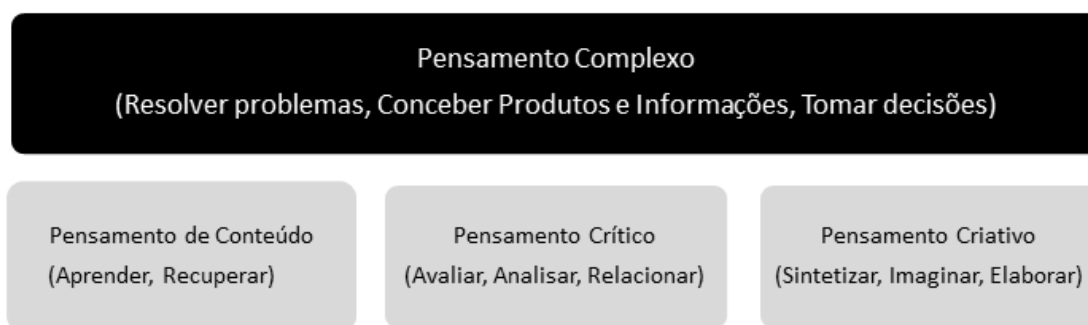 Pensamento Complexo
(Resolver problemas, Conceber Produtos e Informações, Tomar decisões)
Pensamento de Conteúdo
(Aprender, Recuperar)
Pensamento Crítico
(Avaliar, Analisar, Relacionar)
Pensamento Criativo
(Sintetizar, Imaginar, Elaborar)